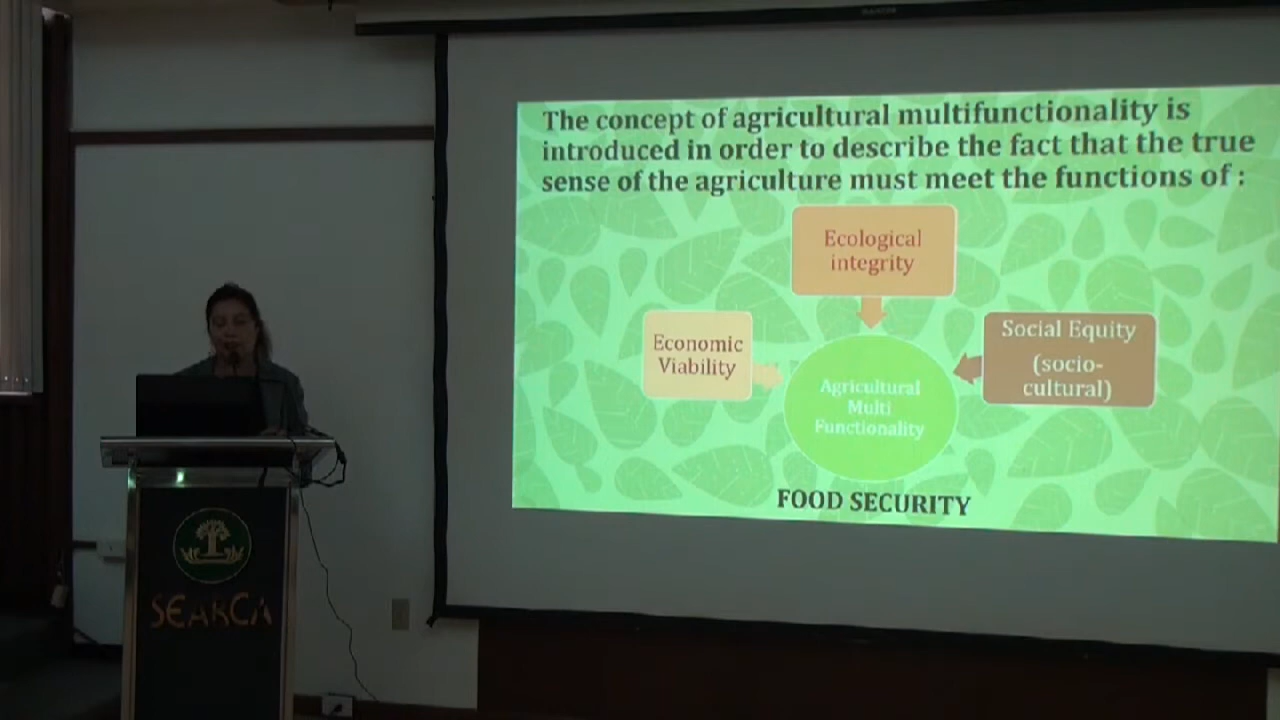 The concept of agricultural multifunctionality is
introduced in order to describe the fact that the true
sense of the agriculture must meet the functions of :
Ecological
integrity
Economic
Viability
Social Equity
(socio-
cultural)
Agricultural
Multi
Functionality
FOOD SECURITY
SEARCA